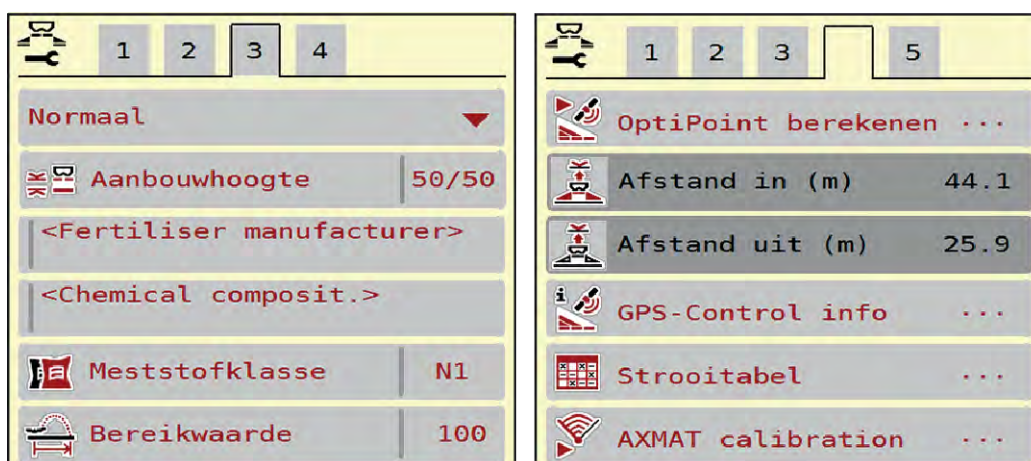 1 2 3 4
Normaal
Aanbouwhoogte 50/50
<Fertiliser manufacturer>
<Chemical composit.>
Meststofklasse N1
Bereikwaarde 100
1 2 3 5
OptiPoint berekenen ...
Afstand in (m) 44.1
Afstand uit (m) 25.9
i
GPS-Control info ...
Strooitabel ...
AXMAT calibration ...